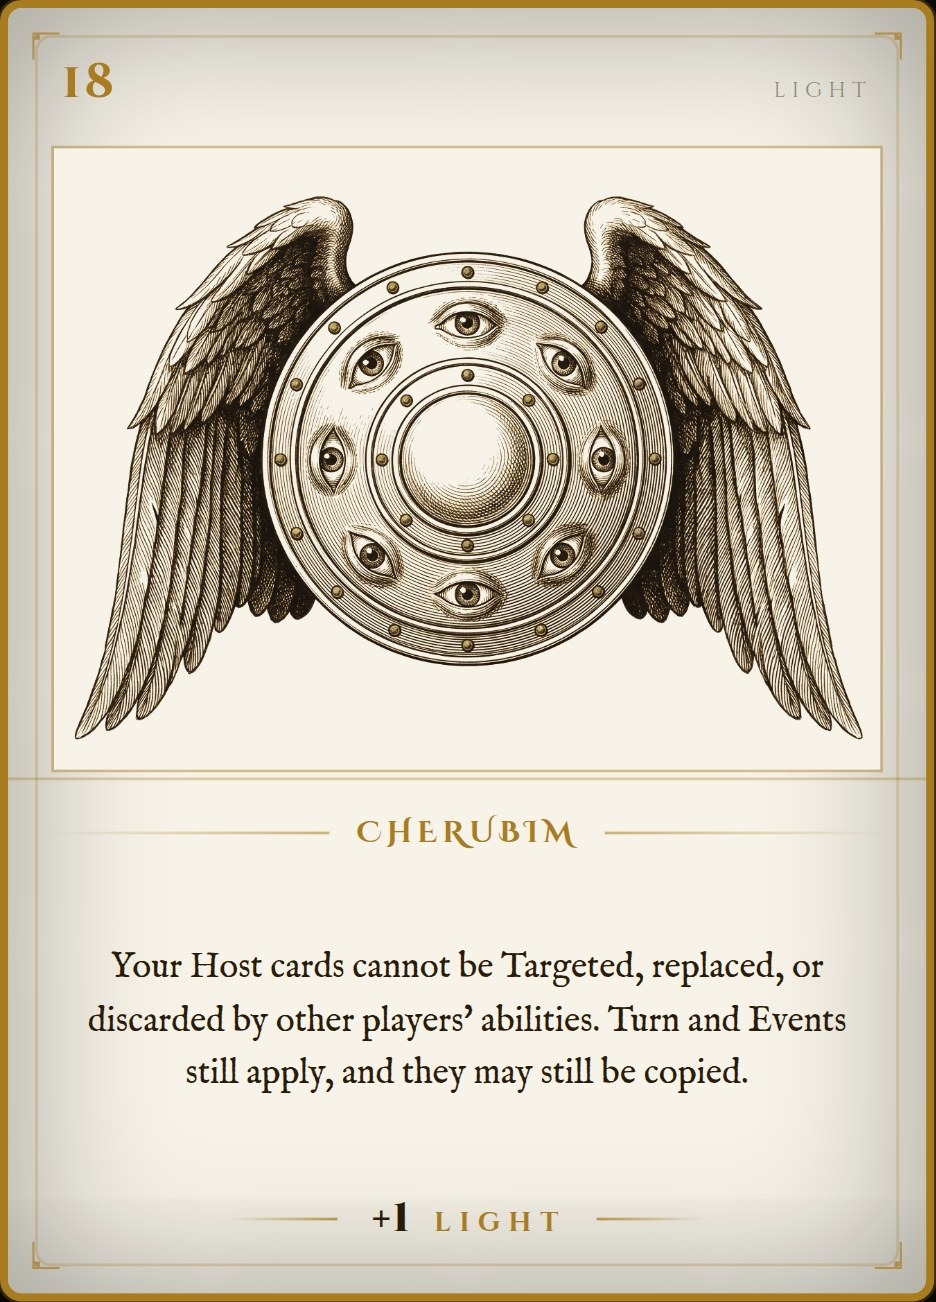 18
LIGHT
CHERUBIM
Your Host cards cannot be Targeted, replaced, or
discarded by other players’ abilities. Turn and Events
still apply, and they may still be copied.
+1 LIGHT